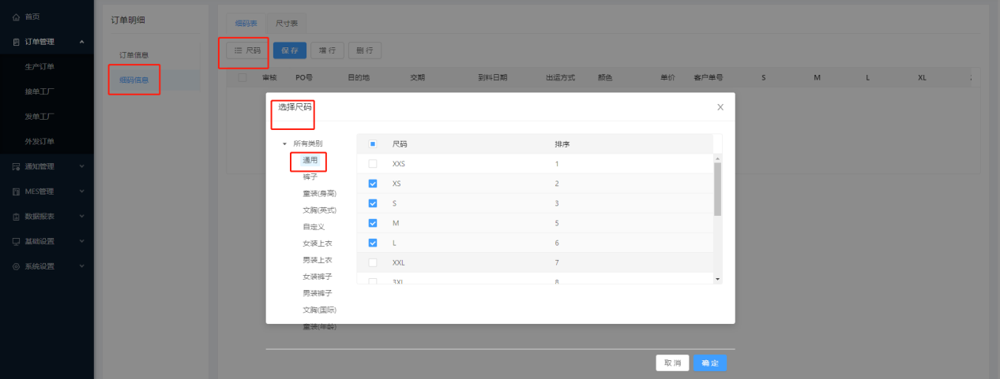 首页
订单管理
生产订单
接单工厂
发单工厂
外发订单
通知管理
MES管理
数据报表
基础设置
系统设置
订单明细
订单信息
细码信息
细码表 尺寸表
尺码 保存 增行 删行
审核 PO号 目的地 交期 到料日期 出运方式 颜色 单价 客户单号 S M L XL
选择尺码 X
所有类别
通用
裤子
童装(身高)
文胸(英式)
自定义
女装上衣
男装上衣
女装裤子
男装裤子
文胸(国际)
童装(年龄)
尺码 排序
XXS 1
XS 2
S 3
M 5
L 6
XXL 7
3XL 8
取消 确定